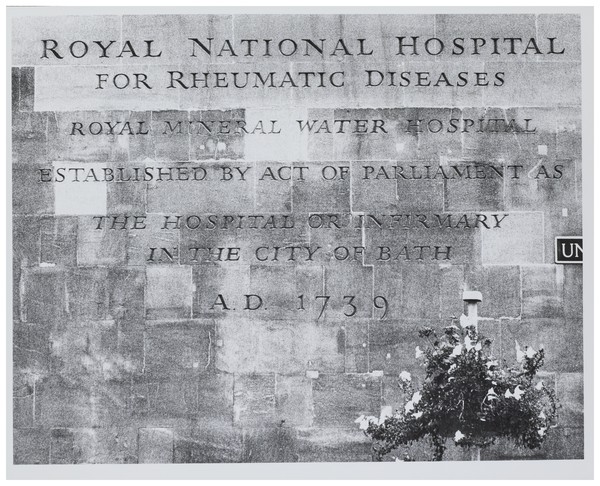 ROYAL NATIONAL HOSPITAL
FOR RHEUMATIC DISEASES
ROYAL MINERAL WATER HOSPITAL
ESTABLISHED BY ACT OF PARLIAMENT AS
THE HOSPITAL OR INFIRMARY
IN THE CITY OF BATH
UN
A.D. 1739